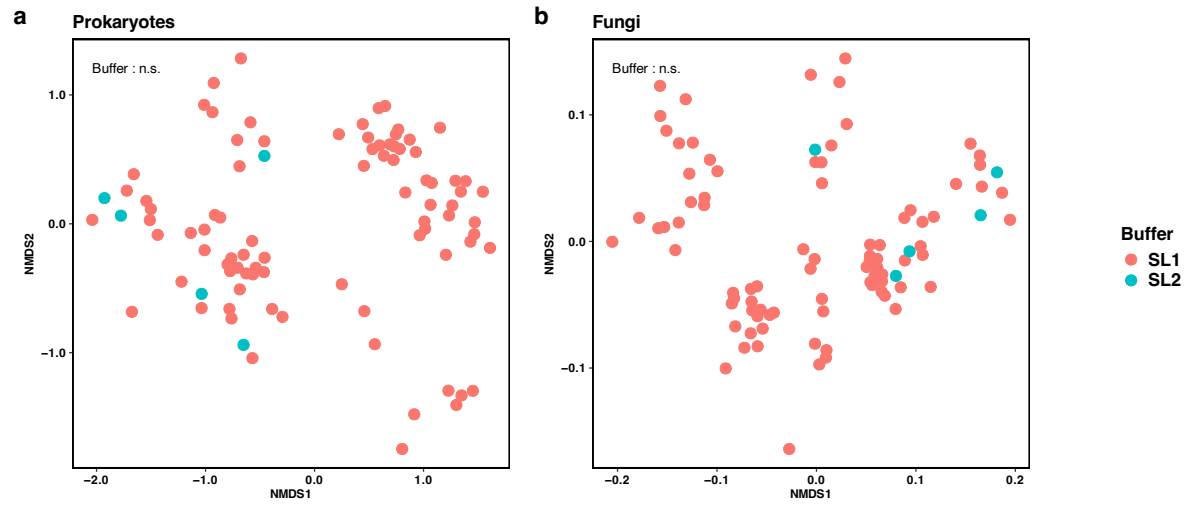 a
Prokaryotes
Buffer : n.s.
1.0
0.0
−1.0
NMDS2
−2.0
−1.0
0.0
1.0
NMDS1
b
Fungi
Buffer : n.s.
0.1
0.0
−0.1
NMDS2
−0.2
−0.1
0.0
0.1
0.2
NMDS1
Buffer
SL1
SL2